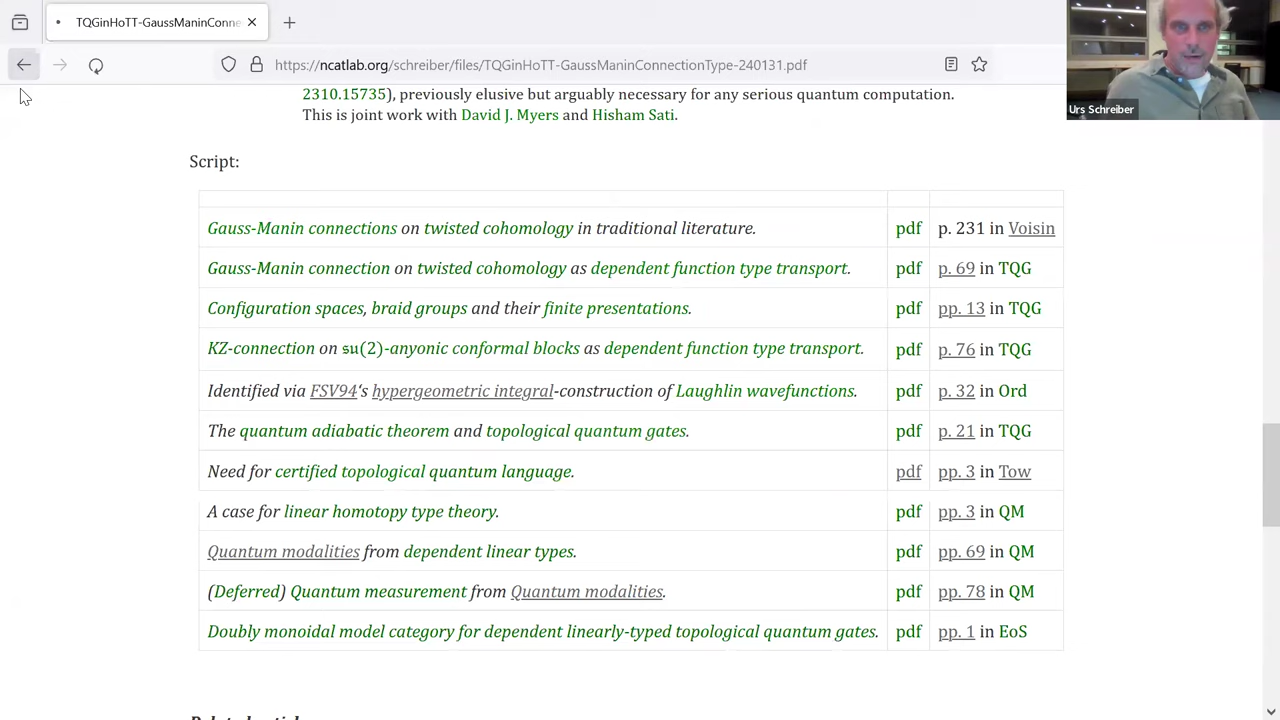 TQGinHoTT-GaussManinConne
https://ncatlab.org/schreiber/files/TQGinHoTT-GaussManinConnectionType-240131.pdf
Urs Schreiber
2310.15735), previously elusive but arguably necessary for any serious quantum computation.
This is joint work with David J. Myers and Hisham Sati.
Script:
Gauss-Manin connections on twisted cohomology in traditional literature. pdf p. 231 in Voisin
Gauss-Manin connection on twisted cohomology as dependent function type transport. pdf p. 69 in TQG
Configuration spaces, braid groups and their finite presentations. pdf pp. 13 in TQG
KZ-connection on 𝔰𝔲(2)-anyonic conformal blocks as dependent function type transport. pdf p. 76 in TQG
Identified via FSV94‘s hypergeometric integral-construction of Laughlin wavefunctions. pdf p. 32 in Ord
The quantum adiabatic theorem and topological quantum gates. pdf p. 21 in TQG
Need for certified topological quantum language. pdf pp. 3 in Tow
A case for linear homotopy type theory. pdf pp. 3 in QM
Quantum modalities from dependent linear types. pdf pp. 69 in QM
(Deferred) Quantum measurement from Quantum modalities. pdf pp. 78 in QM
Doubly monoidal model category for dependent linearly-typed topological quantum gates. pdf pp. 1 in EoS